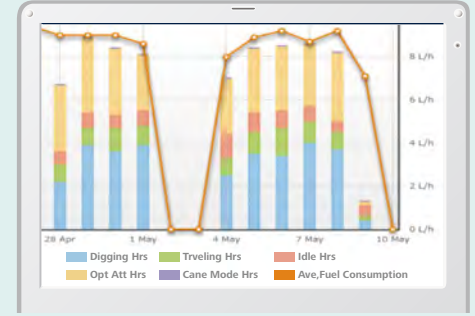 8 L/h
6 L/h
4 L/h
2 L/h
0 L/h
28 Apr 1 May 4 May 7 May 10 May
Digging Hrs Trveling Hrs Idle Hrs
Opt Att Hrs Cane Mode Hrs Ave,Fuel Consumption